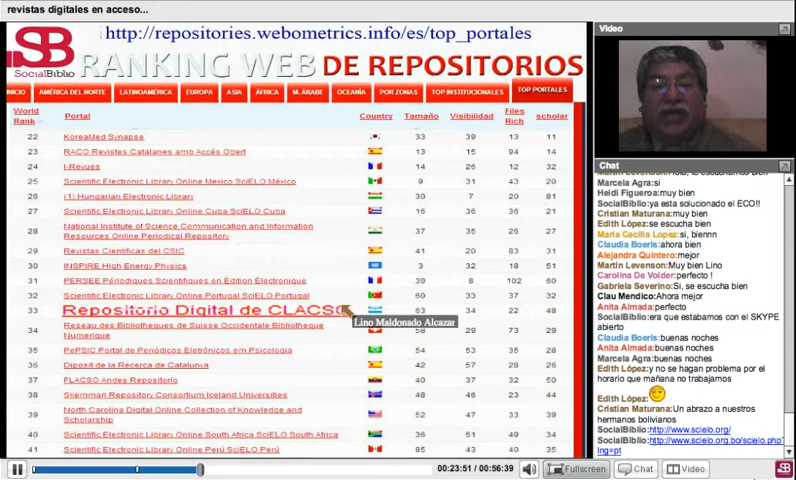 revistas digitales en acceso...
http://repositories.webometrics.info/es/top_portales
SB
SocialBiblio
RANKING WEB DE REPOSITORIOS
INICIO AMÉRICA DEL NORTE LATINOAMÉRICA EUROPA ASIA ÁFRICA M. ÁRABE OCEANÍA POR ZONAS TOP INSTITUCIONALES TOP PORTALES
World Rank Portal Country Tamaño Visibilidad Files Rich scholar
22 KoreaMed Synapse 33 39 13 11
23 RACO Revistes Catalanes amb Accés Obert 13 15 94 14
24 I-Revues 14 26 12 32
25 Scientific Electronic Library Online Mexico SciELO México 9 31 43 20
26 (1) Hungarian Electronic Library 30 7 20 81
27 Scientific Electronic Library Online Cuba SciELO Cuba 16 36 36 21
28 National Institute of Science Communication and Information
Resources Online Periodical Repository 37 35 26 27
29 Revistas Científicas del CSIC 41 20 83 31
30 INSPIRE High Energy Physics 3 32 18 51
31 PERSEE Périodiques Scientifiques en Édition Électronique 39 8 102 60
32 Scientific Electronic Library Online Portugal SciELO Portugal 60 33 37 32
33 Repositorio Digital de CLACSO 63 34 22 48
Lino Maldonado Alcazar
34 Reseau des Bibliotheques de Suisse Occidentale Bibliotheque
Numerique 58 29 73 29
35 PePSIC Portal de Periódicos Eletrônicos em Psicologia 54 53 35 28
36 Diposit de la Recerca de Catalunya 42 57 28 26
37 FLACSO Andes Repositorio 40 37 32 50
38 Skemman Repository Consortium Iceland Universities 48 46 23 44
39 North Carolina Digital Online Collection of Knowledge and
Scholarship 52 47 33 39
40 Scientific Electronic Library Online South Africa SciELO South Africa 36 51 49 34
41 Scientific Electronic Library Online Perú SciELO Perú 85 43 40 35
00:23:51 / 00:56:39
Fullscreen Chat Video
SB
Video
Chat
Marcela Agra: si
Heidi Figueroa: muy bien
SocialBiblio: ya esta solucionado el ECO!!
Cristian Maturana: muy bien
Edith López: se escucha bien
Maria Cecilia Lopez: si, biennn
Claudia Boeris: ahora bien
Alejandra Quintero: mejor
Martin Levenson: Muy bien Lino
Carolina De Volder: perfecto !
Gabriela Severino: Si, se escucha bien
Clau Mendico: Ahora mejor
Anita Almada: perfecto
SocialBiblio: era que estabamos con el SKYPE
abierto
Claudia Boeris: buenas noches
Anita Almada: buenas noches
Marcela Agra: buenas noches
Edith López: y no se hagan problema por el
horario que mañana no trabajamos
Edith López:
Cristian Maturana: Un abrazo a nuestros
hermanos bolivianos
SocialBiblio: http://www.scielo.org/
SocialBiblio: http://www.scielo.org.bo/scielo.php?
lng=pt